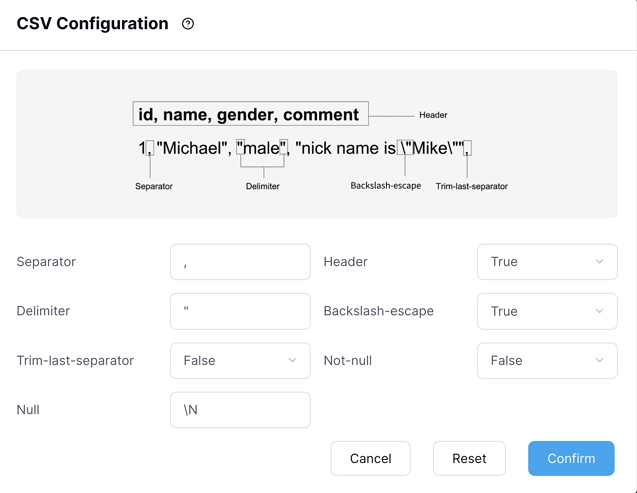 CSV Configuration ?
id, name, gender, comment
Header
1, "Michael", "male", "nick name is \"Mike\"",
Separator Delimiter Backslash-escape Trim-last-separator
Separator , Header True
Delimiter " Backslash-escape True
Trim-last-separator False Not-null False
Null \N
Cancel Reset Confirm